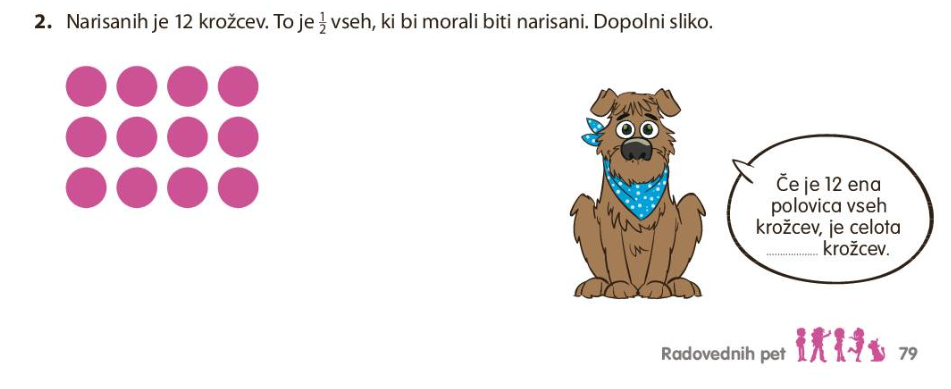 2. Narisanih je 12 krožcev. To je 1/2 vseh, ki bi morali biti narisani. Dopolni sliko.
Če je 12 ena
polovica vseh
krožcev, je celota
................ krožcev.
Radovednih pet 79